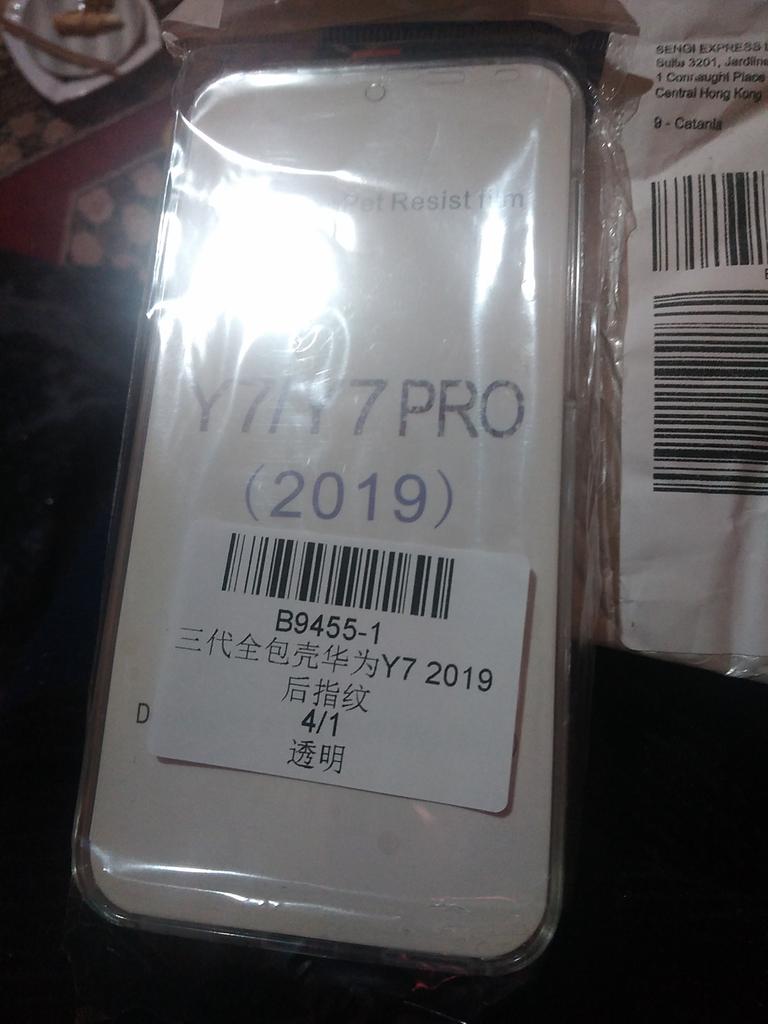 Pet Resist film
Y7/Y7 PRO
(2019)
D
B9455-1
三代全包壳华为Y7 2019
后指纹
4/1
透明
SENGI EXPRESS
Suite 3201, Jardine
1 Connaught Place
Central Hong Kong
9 - Catania